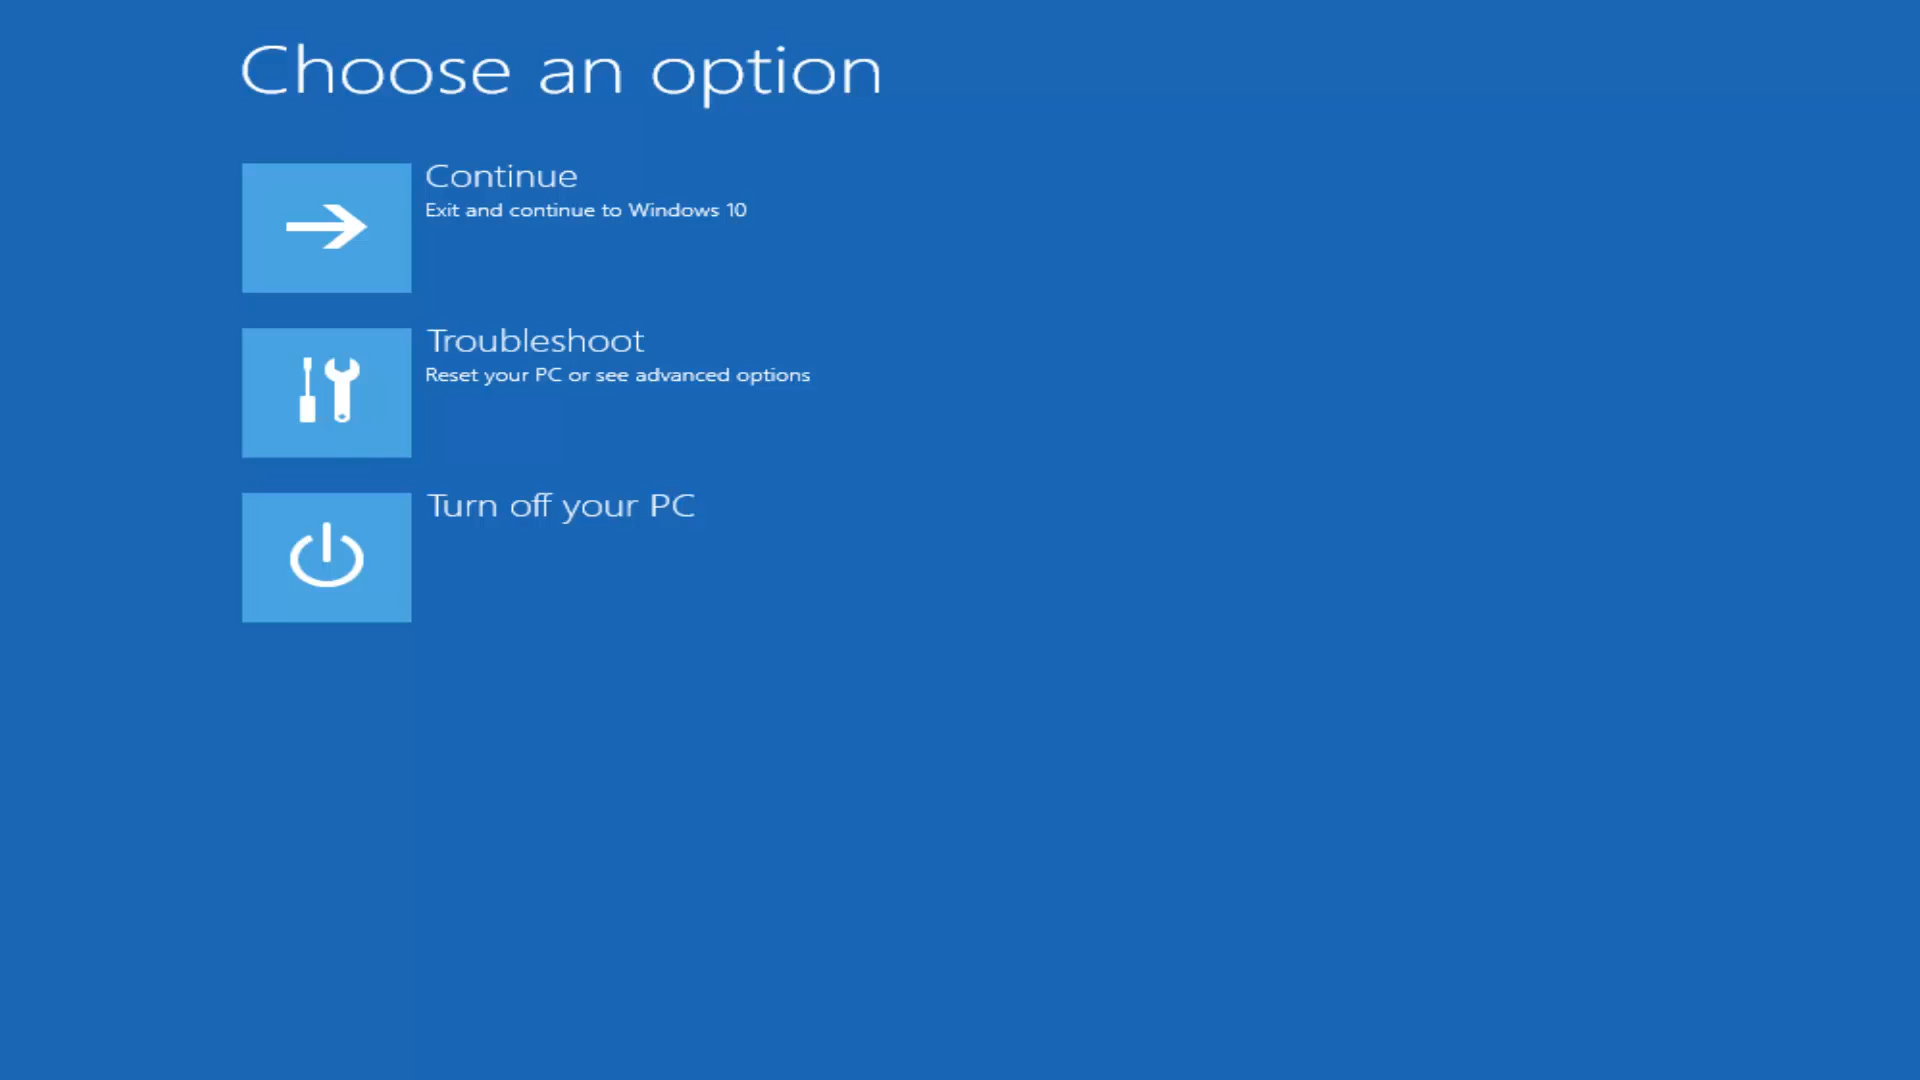 Choose an option
Continue
Exit and continue to Windows 10
Troubleshoot
Reset your PC or see advanced options
Turn off your PC